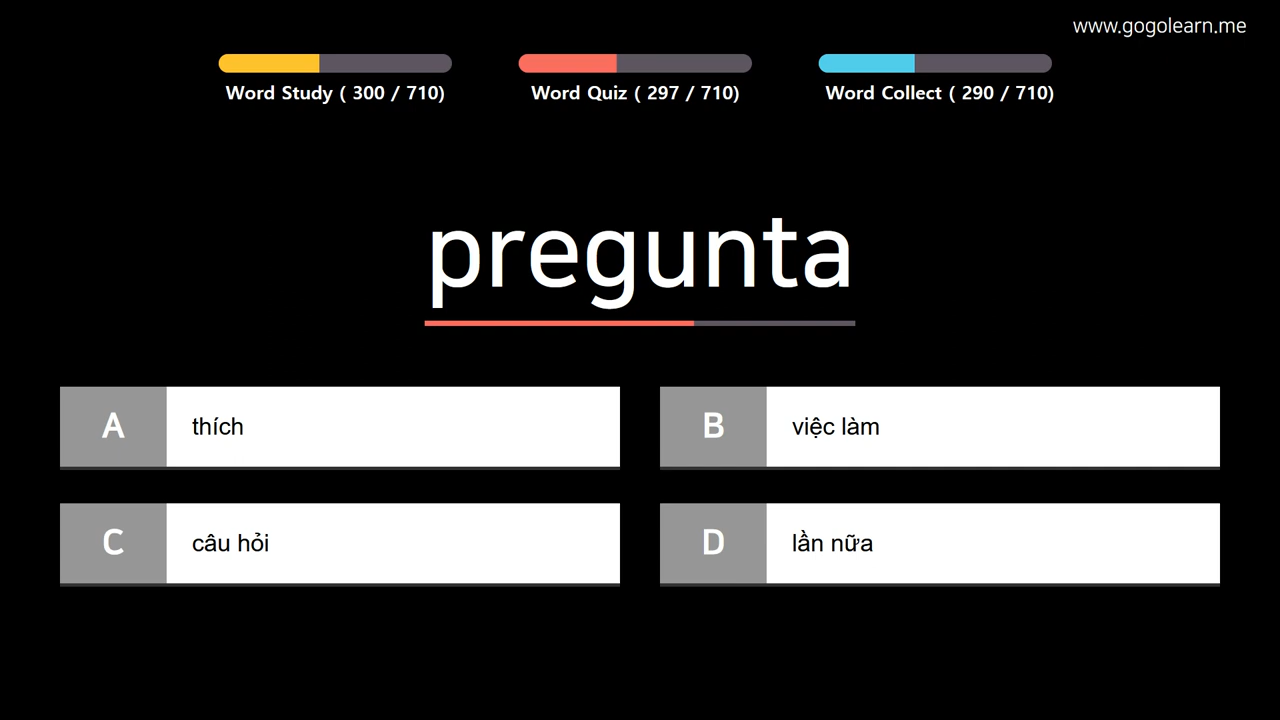 www.gogolearn.me
Word Study ( 300 / 710)
Word Quiz ( 297 / 710)
Word Collect ( 290 / 710)
pregunta
A thích
B việc làm
C câu hỏi
D lần nữa